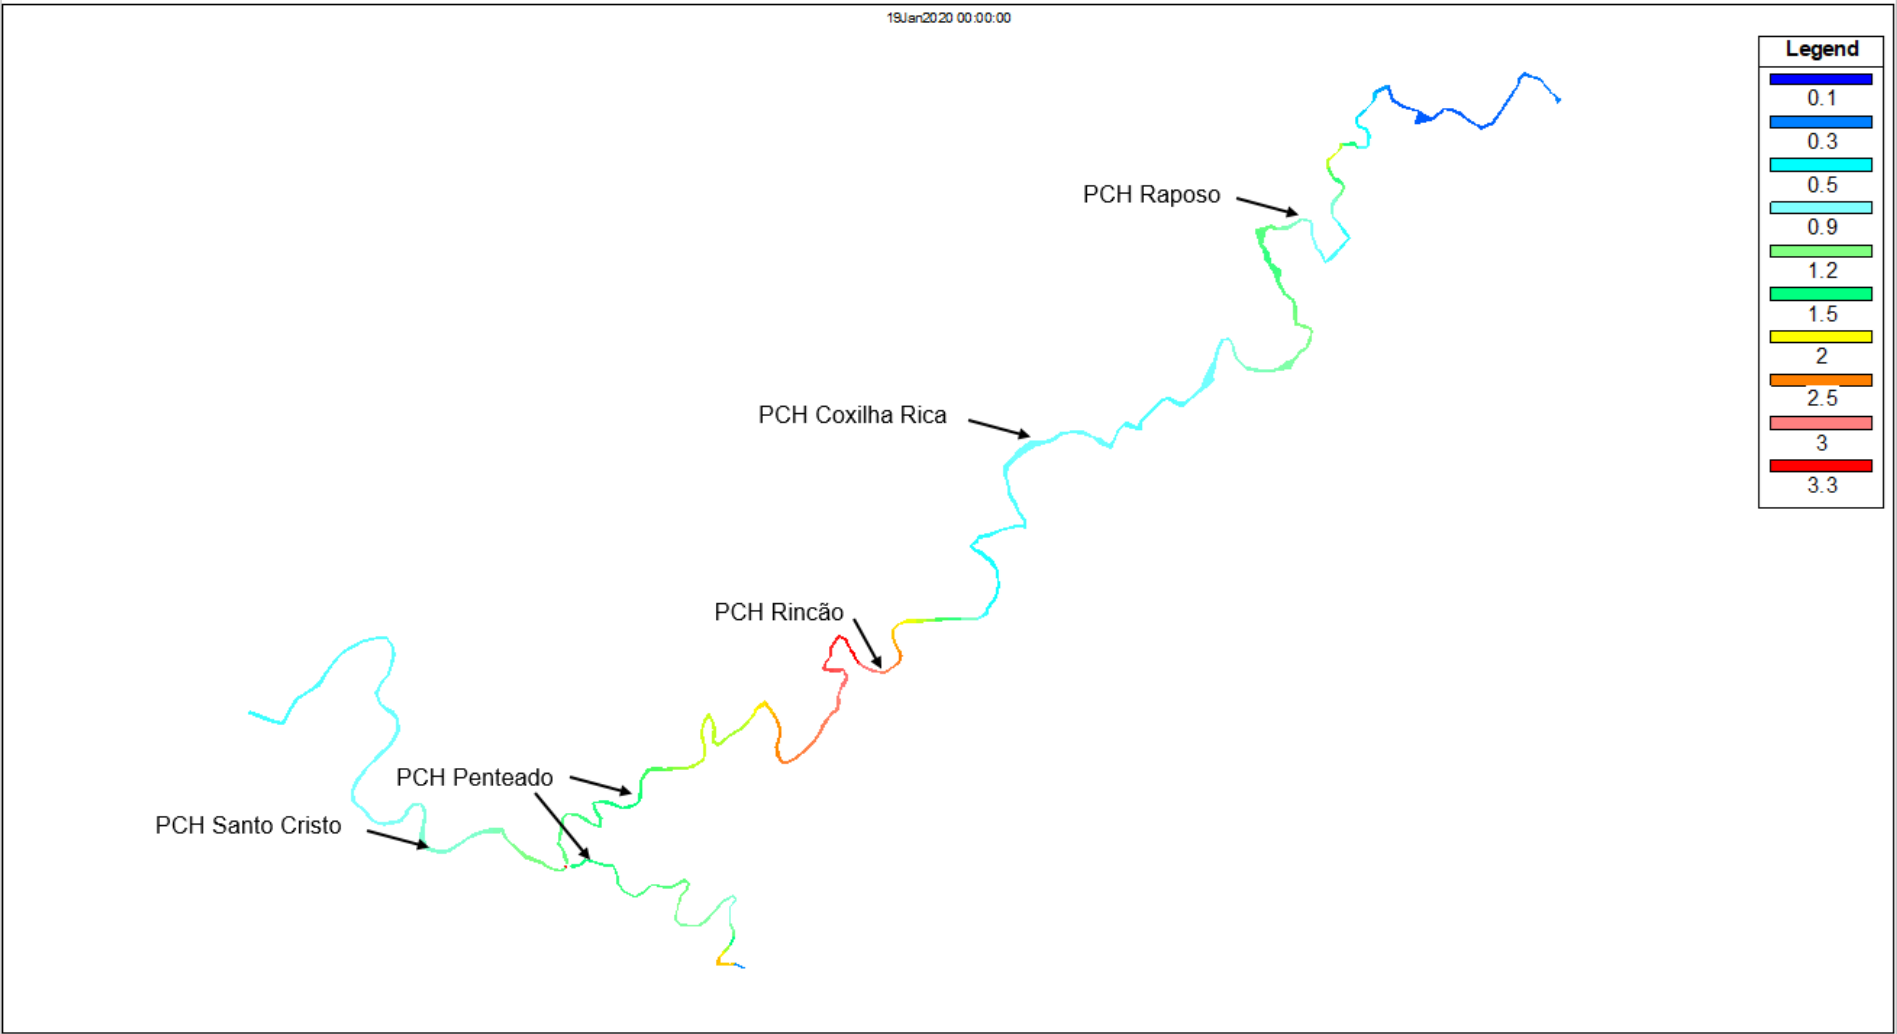 19Jan2020 00:00:00
Legend
0.1
0.3
0.5
0.9
1.2
1.5
2
2.5
3
3.3
PCH Raposo
PCH Coxilha Rica
PCH Rincão
PCH Penteado
PCH Santo Cristo